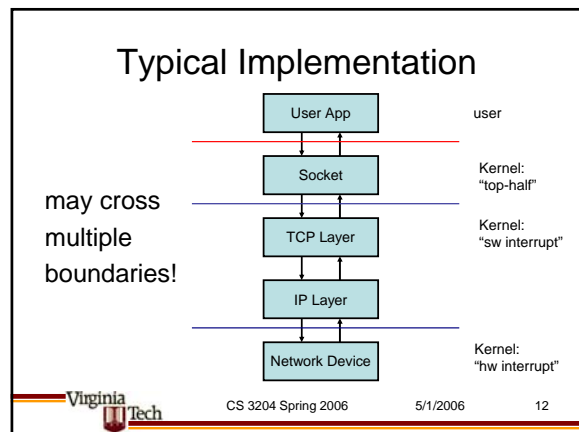 Typical Implementation
User App
user
Socket
Kernel:
“top-half”
may cross
multiple
boundaries!
TCP Layer
Kernel:
“sw interrupt”
IP Layer
Network Device
Kernel:
“hw interrupt”
Virginia Tech
CS 3204 Spring 2006
5/1/2006
12